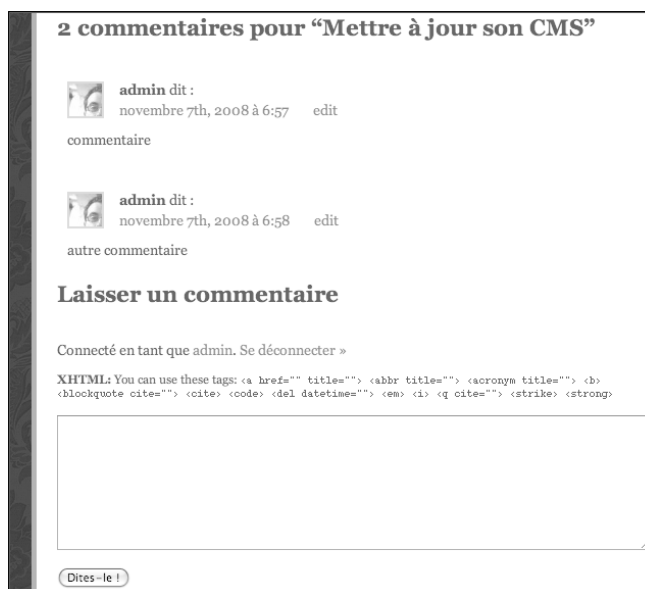 2 commentaires pour “Mettre à jour son CMS”
admin dit :
novembre 7th, 2008 à 6:57 edit
commentaire
admin dit :
novembre 7th, 2008 à 6:58 edit
autre commentaire
Laisser un commentaire
Connecté en tant que admin. Se déconnecter »
XHTML: You can use these tags: <a href="" title=""> <abbr title=""> <acronym title=""> <b>
<blockquote cite=""> <cite> <code> <del datetime=""> <em> <i> <q cite=""> <strike> <strong>
Dites-le !